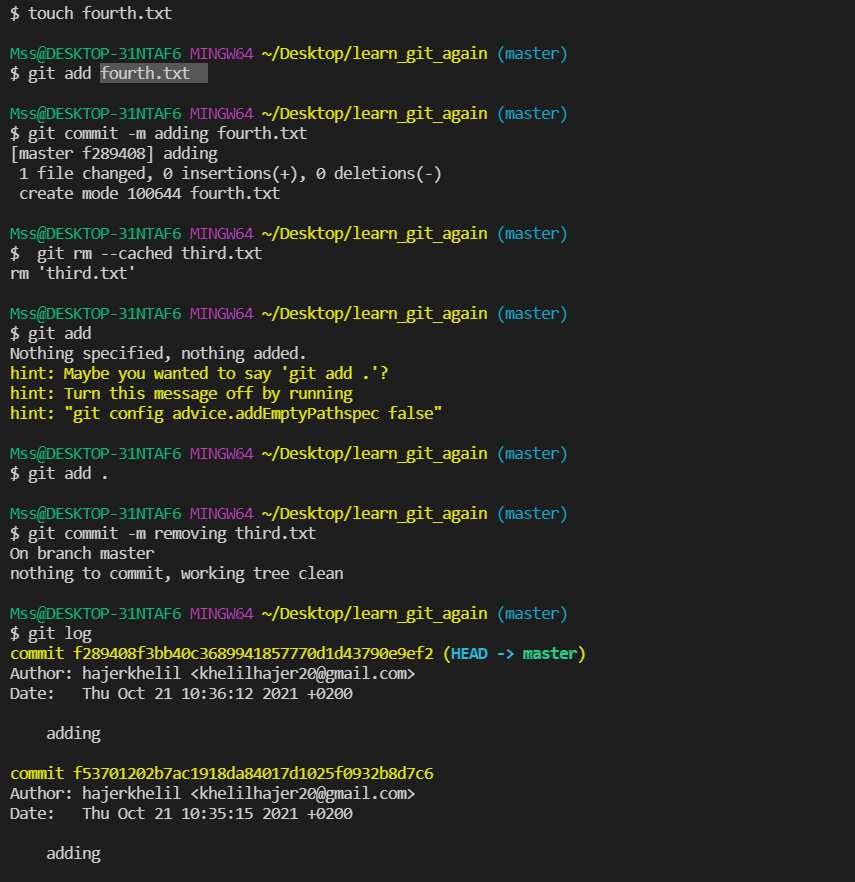 $ touch fourth.txt
Mss@DESKTOP-31NTAF6 MINGW64 ~/Desktop/learn_git_again (master)
$ git add fourth.txt
Mss@DESKTOP-31NTAF6 MINGW64 ~/Desktop/learn_git_again (master)
$ git commit -m adding fourth.txt
[master f289408] adding
 1 file changed, 0 insertions(+), 0 deletions(-)
 create mode 100644 fourth.txt
Mss@DESKTOP-31NTAF6 MINGW64 ~/Desktop/learn_git_again (master)
$  git rm --cached third.txt
rm 'third.txt'
Mss@DESKTOP-31NTAF6 MINGW64 ~/Desktop/learn_git_again (master)
$ git add
Nothing specified, nothing added.
hint: Maybe you wanted to say 'git add .'?
hint: Turn this message off by running
hint: "git config advice.addEmptyPathspec false"
Mss@DESKTOP-31NTAF6 MINGW64 ~/Desktop/learn_git_again (master)
$ git add .
Mss@DESKTOP-31NTAF6 MINGW64 ~/Desktop/learn_git_again (master)
$ git commit -m removing third.txt
On branch master
nothing to commit, working tree clean
Mss@DESKTOP-31NTAF6 MINGW64 ~/Desktop/learn_git_again (master)
$ git log
commit f289408f3bb40c3689941857770d1d43790e9ef2 (HEAD -> master)
Author: hajerkhelil <khelilhajer20@gmail.com>
Date:   Thu Oct 21 10:36:12 2021 +0200
    adding
commit f53701202b7ac1918da84017d1025f0932b8d7c6
Author: hajerkhelil <khelilhajer20@gmail.com>
Date:   Thu Oct 21 10:35:15 2021 +0200
    adding